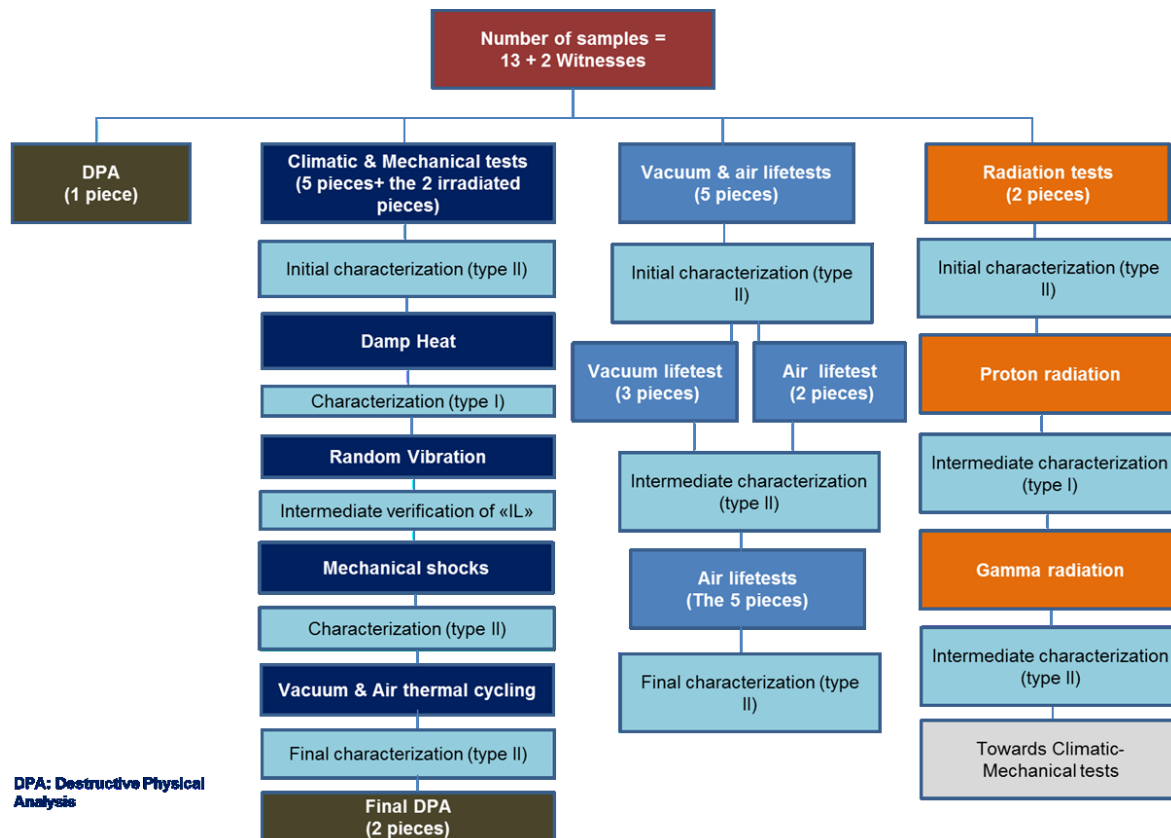 Number of samples =
13 + 2 Witnesses
DPA
(1 piece)
Climatic & Mechanical tests
(5 pieces+ the 2 irradiated
pieces)
Vacuum & air lifetests
(5 pieces)
Radiation tests
(2 pieces)
Initial characterization (type II)
Damp Heat
Characterization (type I)
Random Vibration
Intermediate verification of «IL»
Mechanical shocks
Characterization (type II)
Vacuum & Air thermal cycling
Final characterization (type II)
Final DPA
(2 pieces)
Initial characterization (type
II)
Vacuum lifetest
(3 pieces)
Air lifetest
(2 pieces)
Intermediate characterization
(type II)
Air lifetests
(The 5 pieces)
Final characterization (type
II)
Initial characterization (type
II)
Proton radiation
Intermediate characterization
(type I)
Gamma radiation
Intermediate characterization
(type II)
Towards Climatic-
Mechanical tests
DPA: Destructive Physical
Analysis